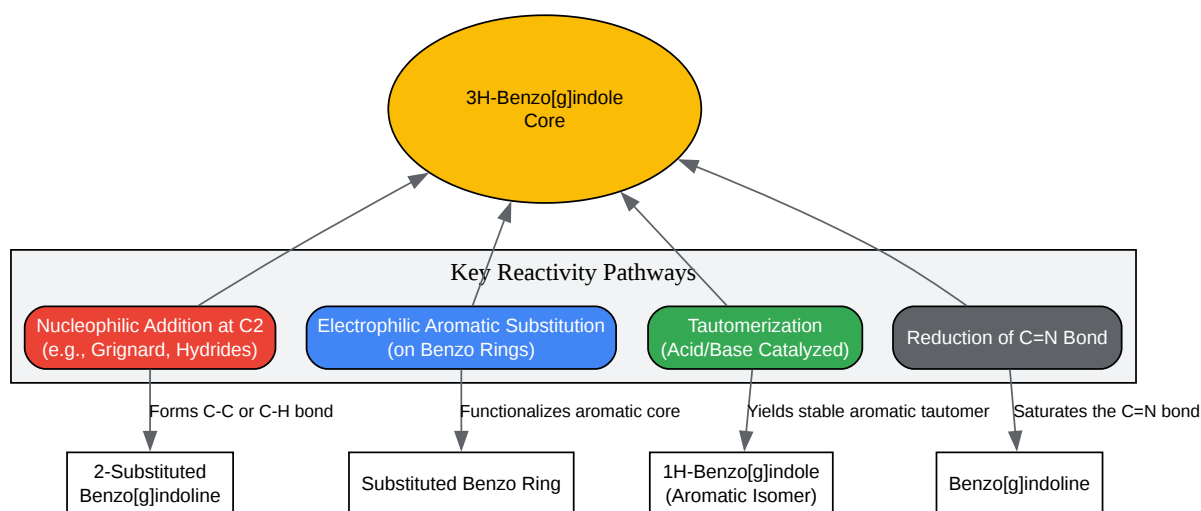 3H-Benzo[g]indole
Core
Key Reactivity Pathways
Nucleophilic Addition at C2
(e.g., Grignard, Hydrides)
Electrophilic Aromatic Substitution
(on Benzo Rings)
Tautomerization
(Acid/Base Catalyzed)
Reduction of C=N Bond
Forms C-C or C-H bond
Functionalizes aromatic core
Yields stable aromatic tautomer
Saturates the C=N bond
2-Substituted
Benzo[g]indoline
Substituted Benzo Ring
1H-Benzo[g]indole
(Aromatic Isomer)
Benzo[g]indoline